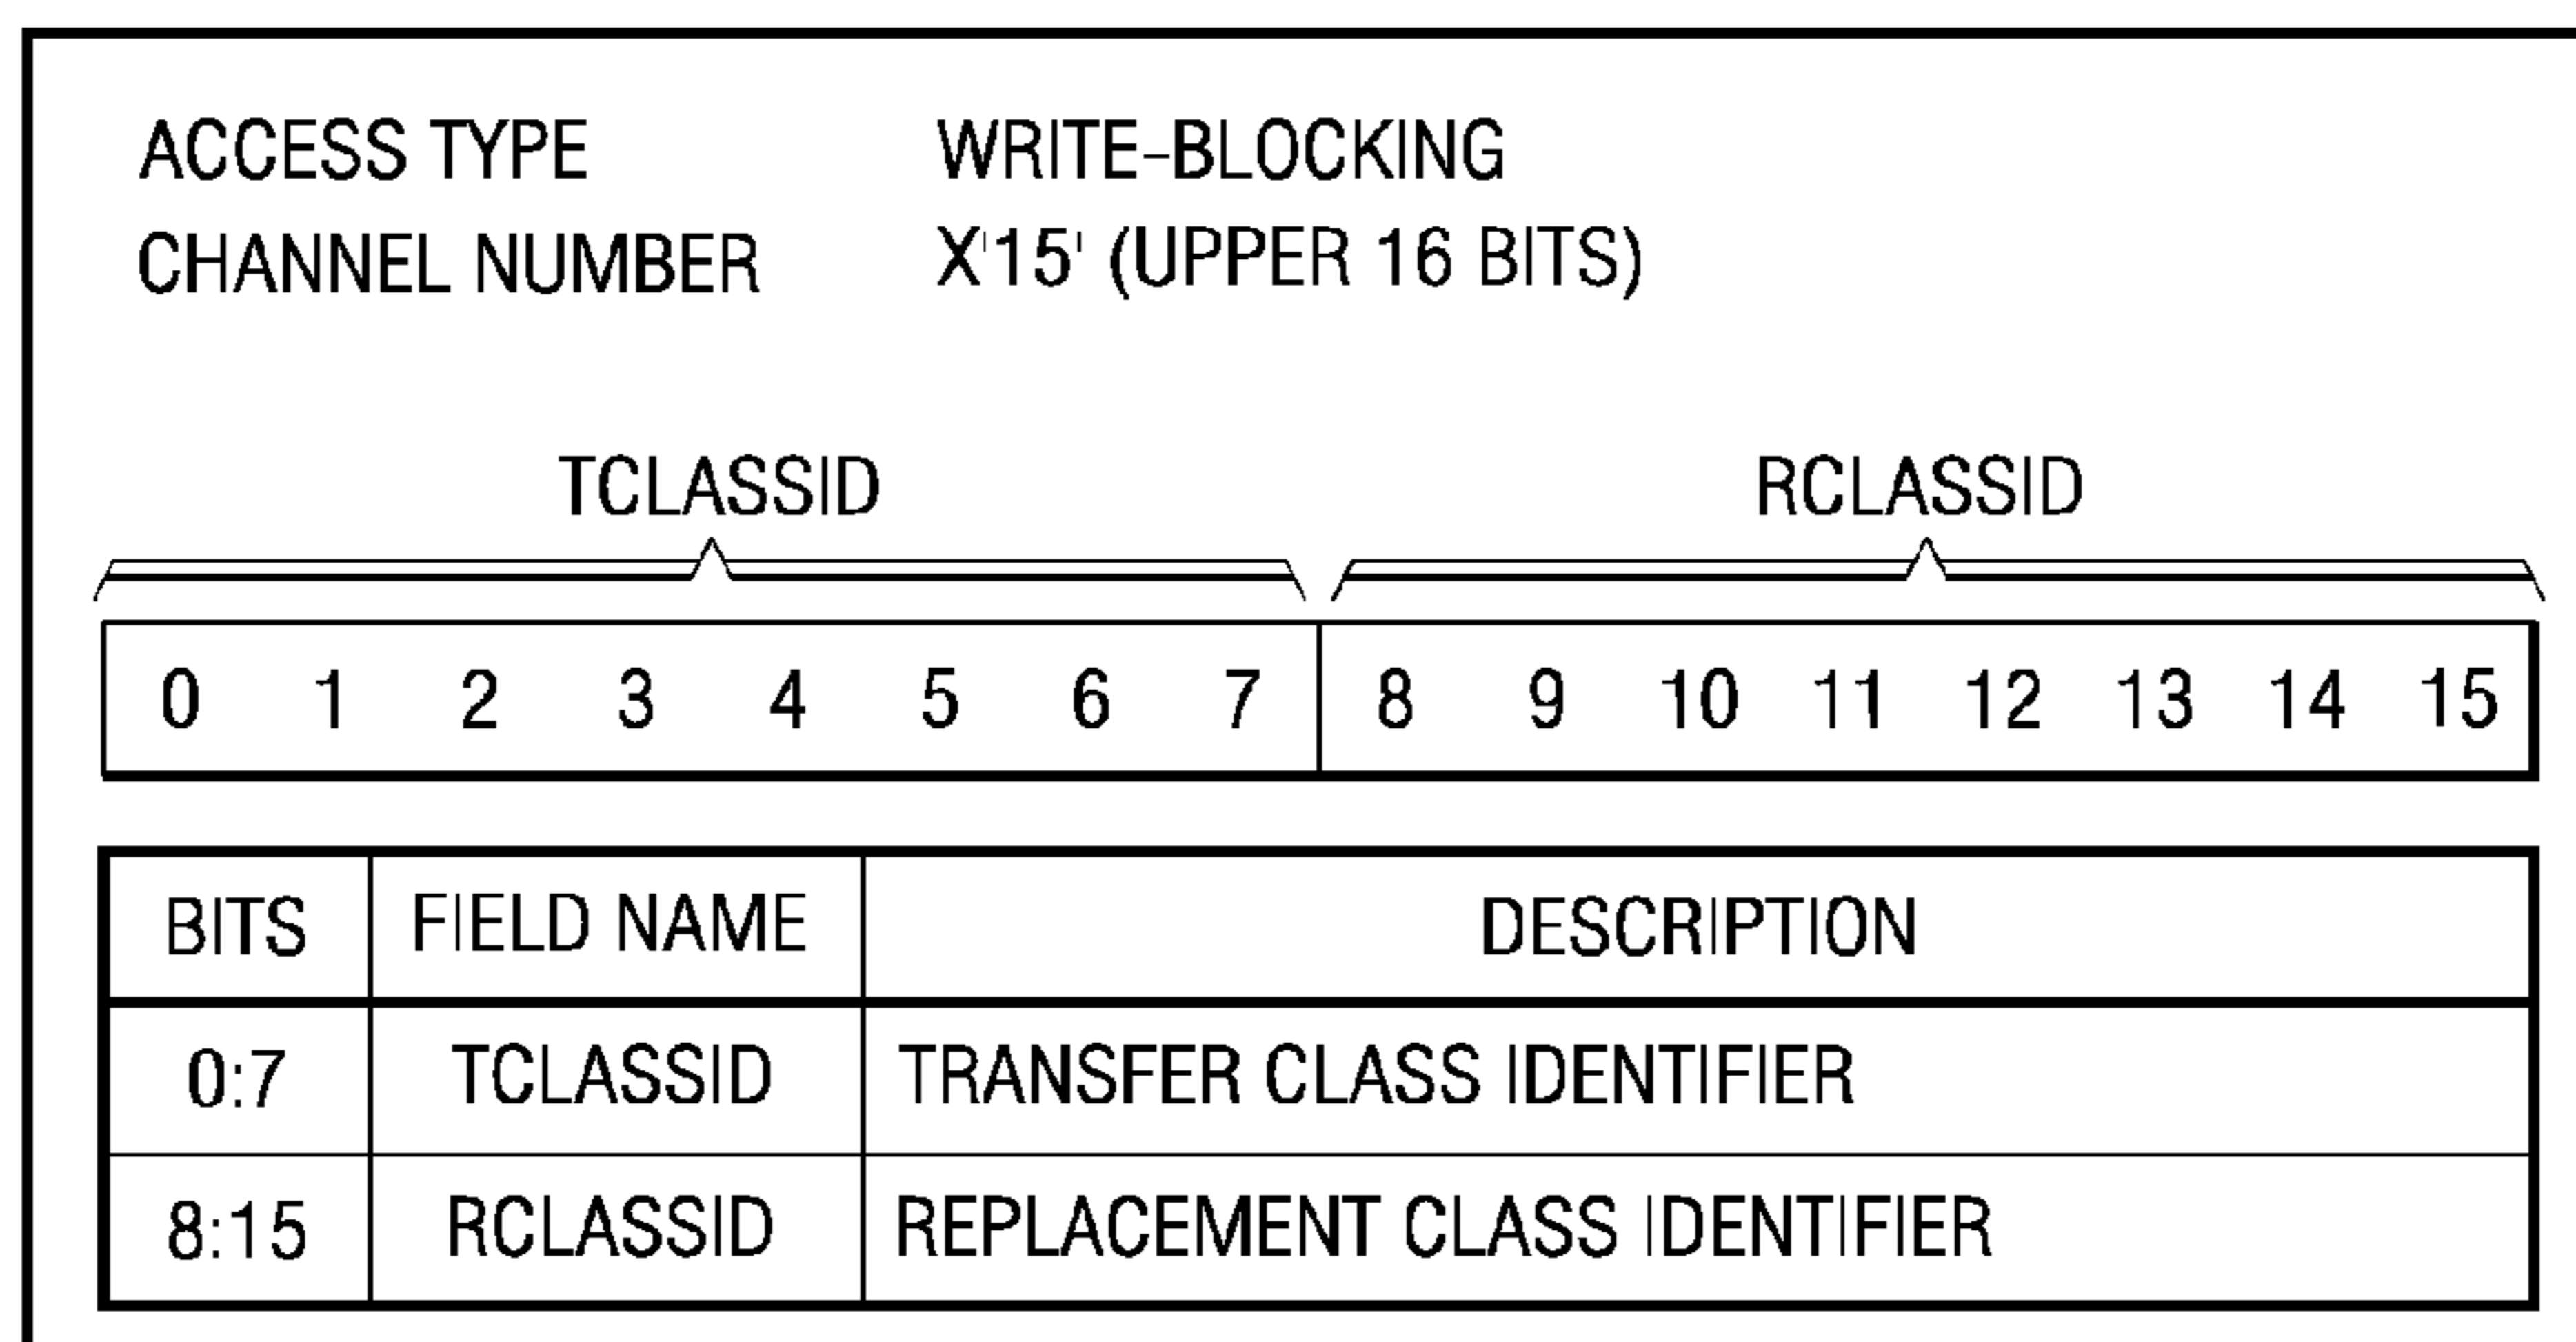 ACCESS TYPE WRITE-BLOCKING
CHANNEL NUMBER X'15' (UPPER 16 BITS)
TCLASSID RCLASSID
0 1 2 3 4 5 6 7 8 9 10 11 12 13 14 15
BITS FIELD NAME DESCRIPTION
0:7 TCLASSID TRANSFER CLASS IDENTIFIER
8:15 RCLASSID REPLACEMENT CLASS IDENTIFIER